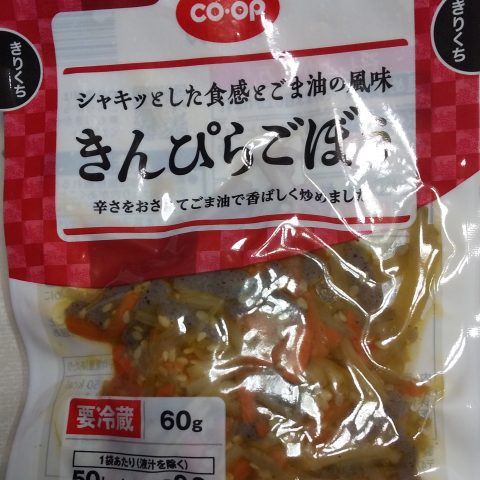 CO·OP
きりくち
きりくち
シャキッとした食感とごま油の風味
きんぴらごぼう
辛さをおさえてごま油で香ばしく炒めました
要冷蔵
60g
1袋あたり(液汁を除く)